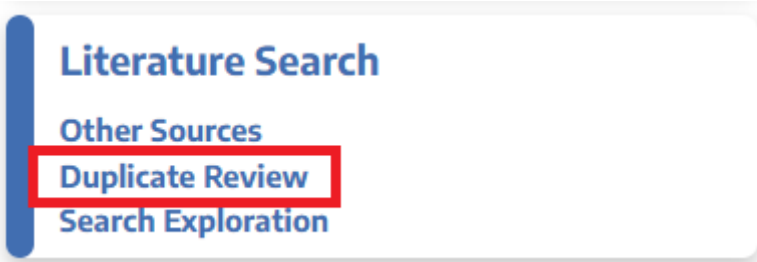 Literature Search
Other Sources
Duplicate Review
Search Exploration